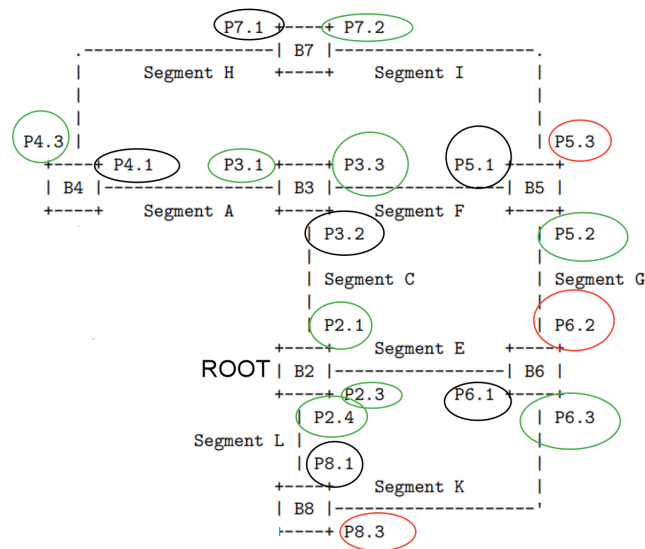 P7.1 P7.2
B7
Segment H Segment I
P4.3 P5.3
P4.1 P3.1 P3.3 P5.1
B4 B3 B5
Segment A Segment F
P3.2 P5.2
Segment C Segment G
P2.1 P6.2
Segment E
ROOT B2 B6
P2.3 P6.1
P2.4 P6.3
Segment L
P8.1
Segment K
B8
P8.3